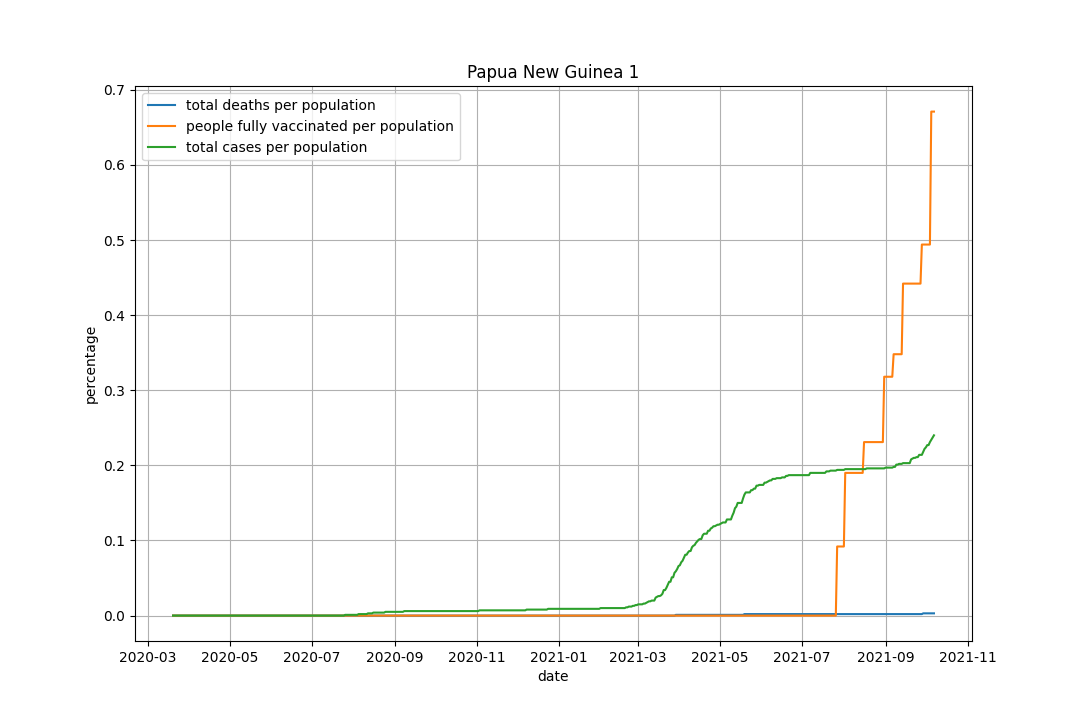 Papua New Guinea 1
0.7
0.6
0.5
0.4
0.3
0.2
0.1
0.0
percentage
total deaths per population
people fully vaccinated per population
total cases per population
2020-03 2020-05 2020-07 2020-09 2020-11 2021-01 2021-03 2021-05 2021-07 2021-09 2021-11
date